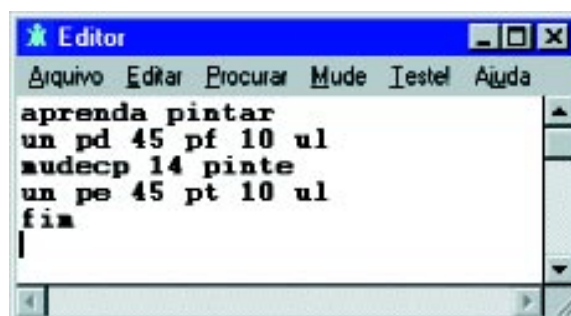 Editor
Arquivo Editar Procurar Mude Testel Ajuda
aprenda pintar
un pd 45 pf 10 ul
mudecp 14 pinte
un pe 45 pt 10 ul
fim